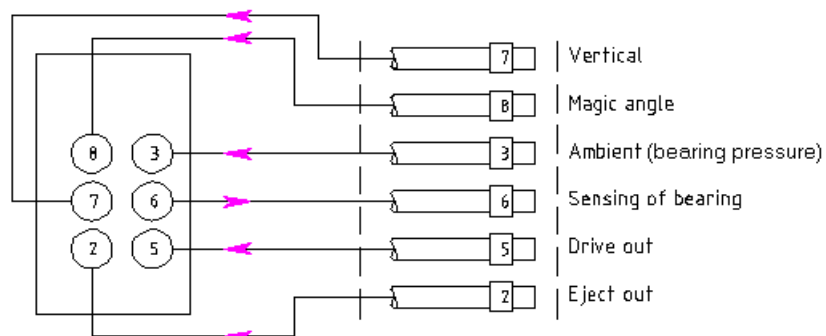 7 Vertical
8 Magic angle
8 3 3 Ambient (bearing pressure)
7 6 6 Sensing of bearing
2 5 5 Drive out
2 Eject out